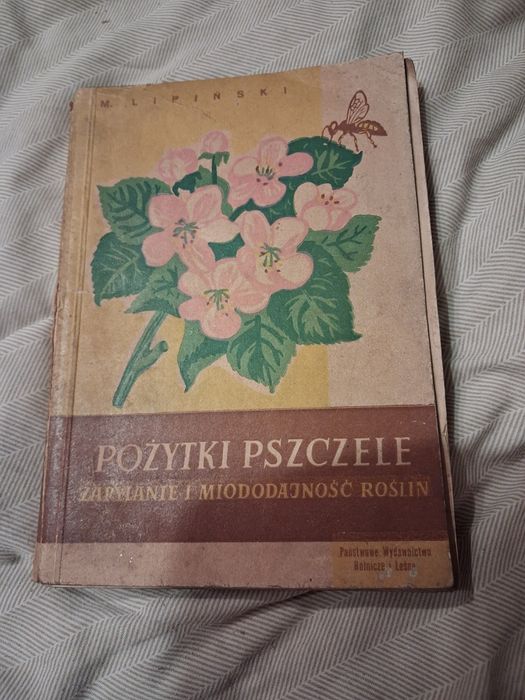 M. LIPIŃSKI
POŻYTKI PSZCZELE
ZAPYLANIE I MIODODAJNOŚĆ ROŚLIN
Państwowe Wydawnictwo
Rolnicze i Leśne